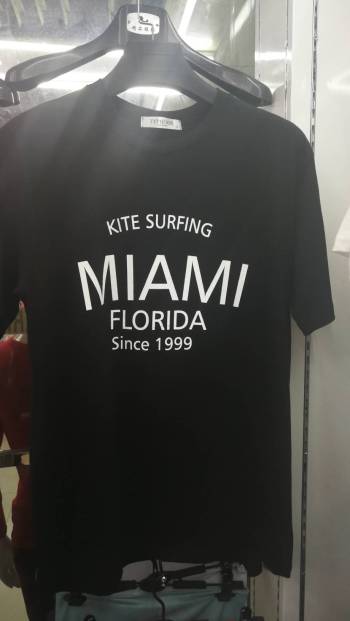 KITE SURFING
MIAMI
FLORIDA
Since 1999